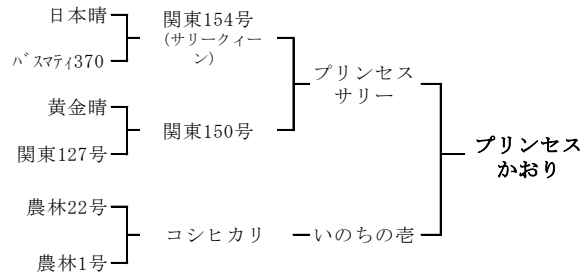 日本晴
バスマティ370
関東154号
(サリークィー
ン)
プリンセス
サリー
黄金晴
関東127号
関東150号
プリンセス
かおり
農林22号
農林1号
コシヒカリ
いのちの壱